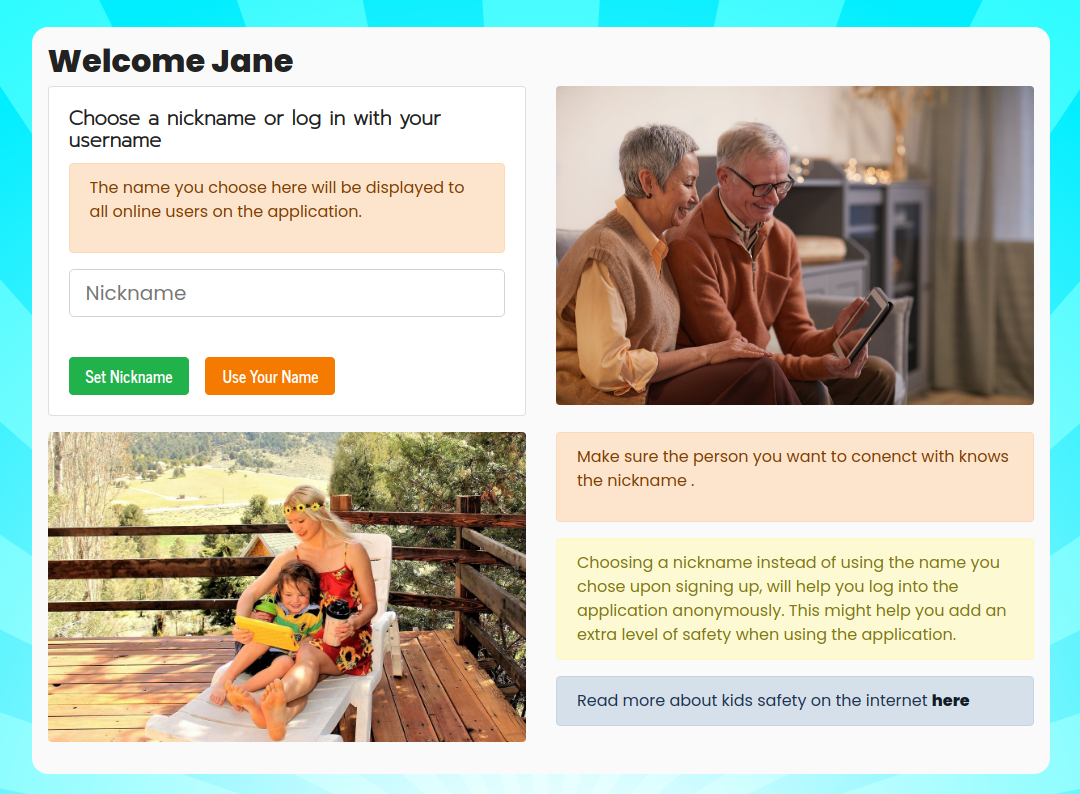 Welcome Jane
Choose a nickname or log in with your
username
The name you choose here will be displayed to
all online users on the application.
Nickname
Set Nickname
Use Your Name
Make sure the person you want to conenct with knows
the nickname .
Choosing a nickname instead of using the name you
chose upon signing up, will help you log into the
application anonymously. This might help you add an
extra level of safety when using the application.
Read more about kids safety on the internet here